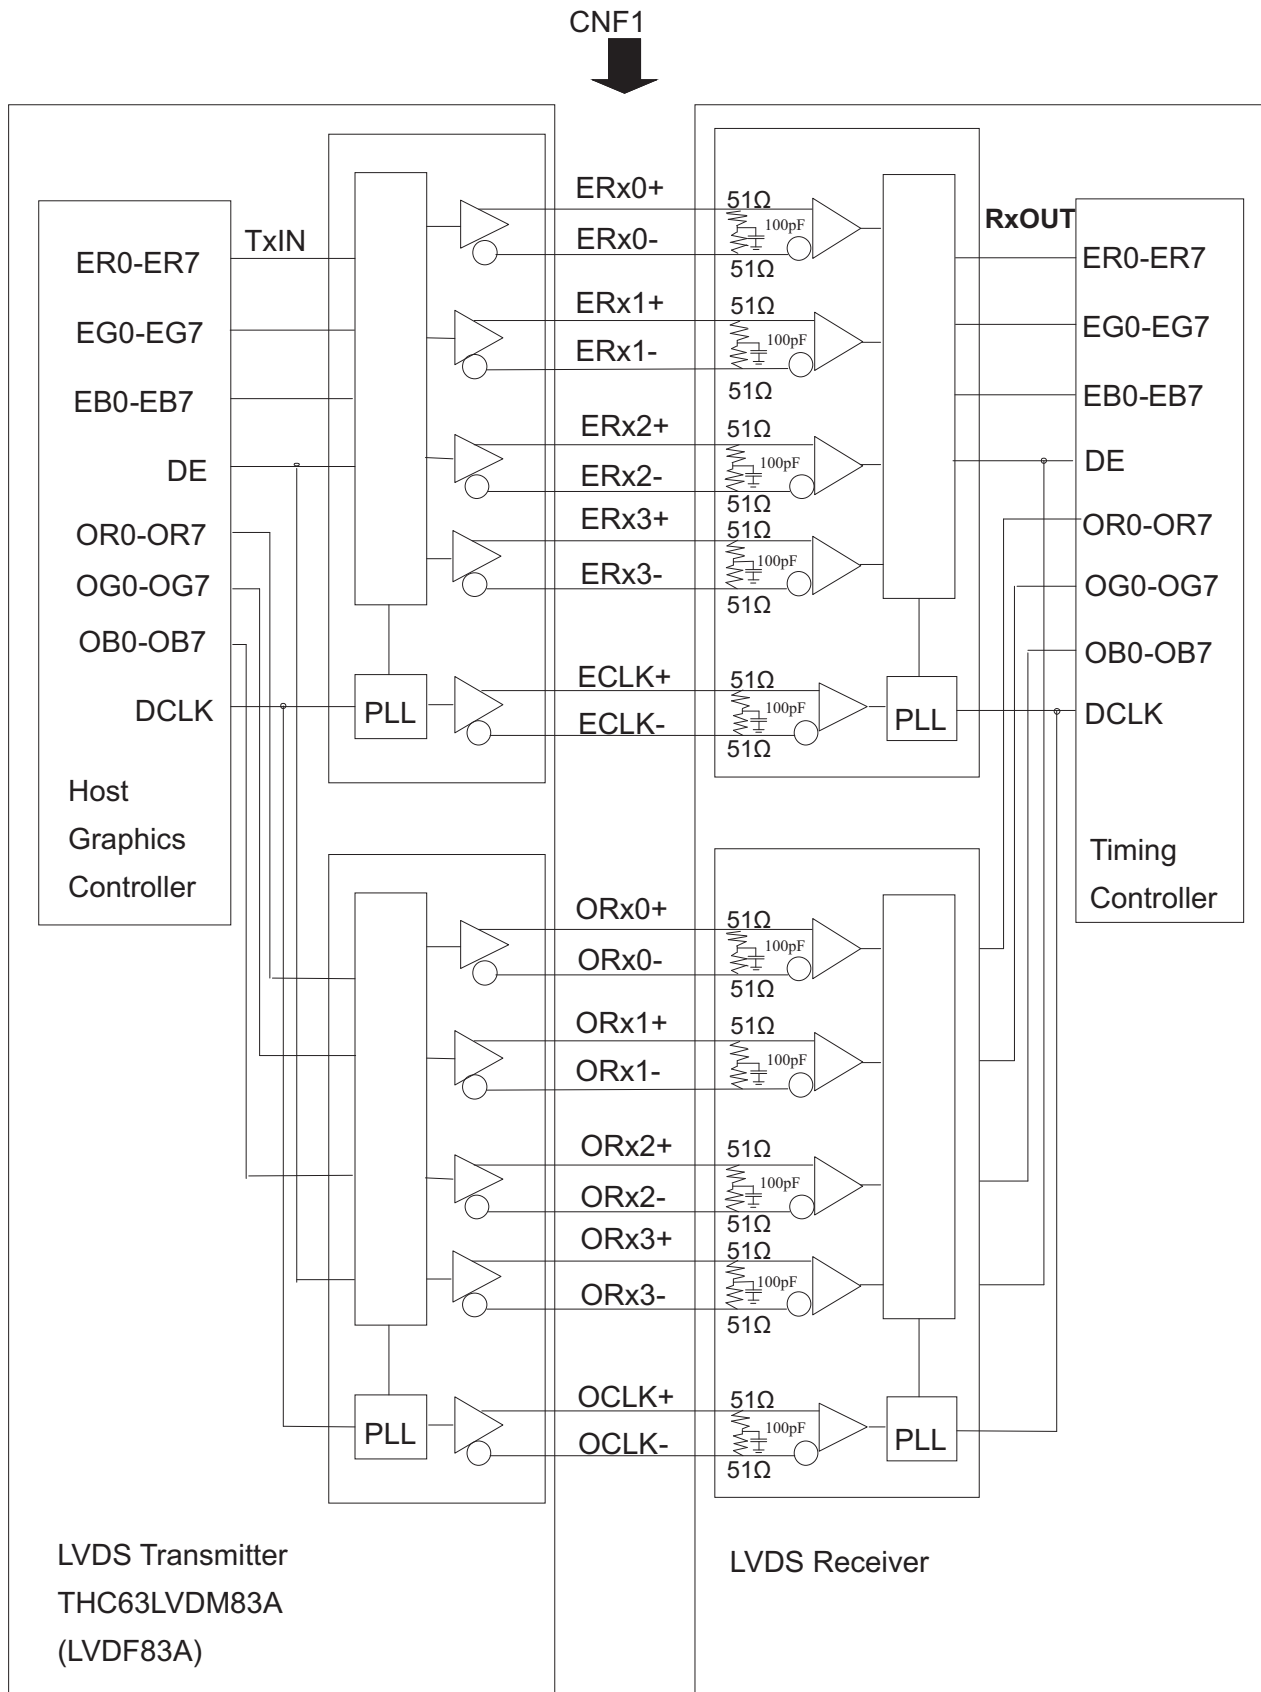 CNF1
ERx0+
51Ω
100pF
ERx0-
51Ω
TxIN
RxOUT
ER0-ER7
ER0-ER7
ERx1+
51Ω
100pF
ERx1-
51Ω
EG0-EG7
EG0-EG7
EB0-EB7
EB0-EB7
ERx2+
51Ω
100pF
ERx2-
51Ω
DE
DE
ERx3+
51Ω
100pF
ERx3-
51Ω
OR0-OR7
OR0-OR7
OG0-OG7
OG0-OG7
OB0-OB7
OB0-OB7
ECLK+
51Ω
100pF
ECLK-
51Ω
DCLK
PLL
PLL
DCLK
Host
Graphics
Controller
Timing
Controller
ORx0+
51Ω
100pF
ORx0-
51Ω
ORx1+
51Ω
100pF
ORx1-
ORx2+
51Ω
100pF
ORx2-
51Ω
ORx3+
51Ω
100pF
ORx3-
51Ω
OCLK+
51Ω
100pF
OCLK-
51Ω
PLL
PLL
LVDS Transmitter
THC63LVDM83A
(LVDF83A)
LVDS Receiver